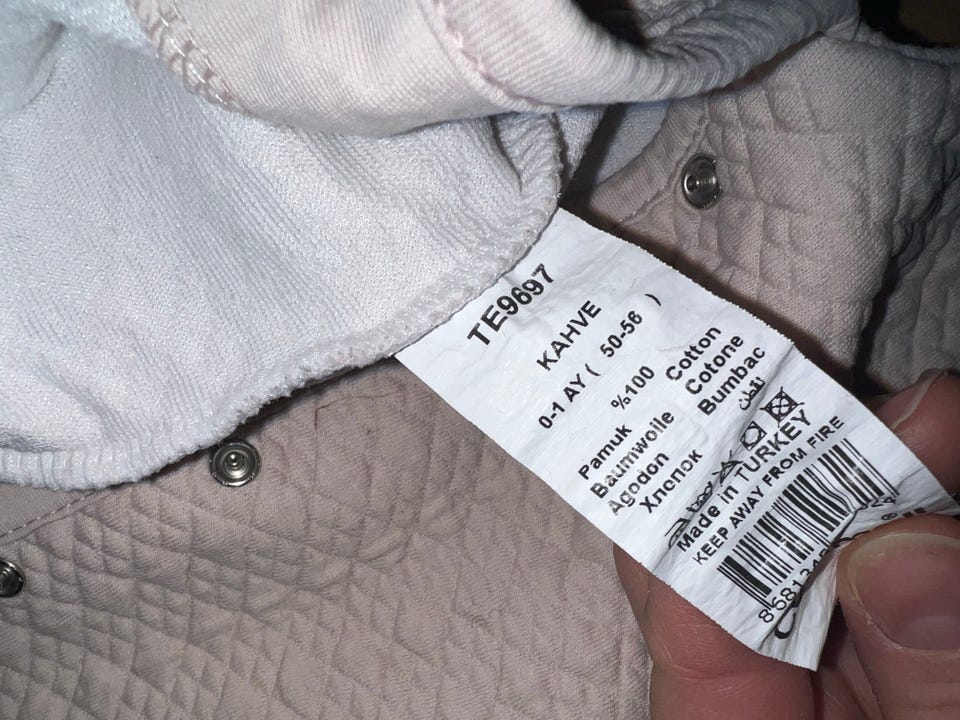 TE9697
KAHVE
0-1 AY ( 50-56 )
%100
Pamuk Cotton
Baumwolle Cotone
Agodon Bumbac
Хлопок قطن
Made in TURKEY
KEEP AWAY FROM FIRE